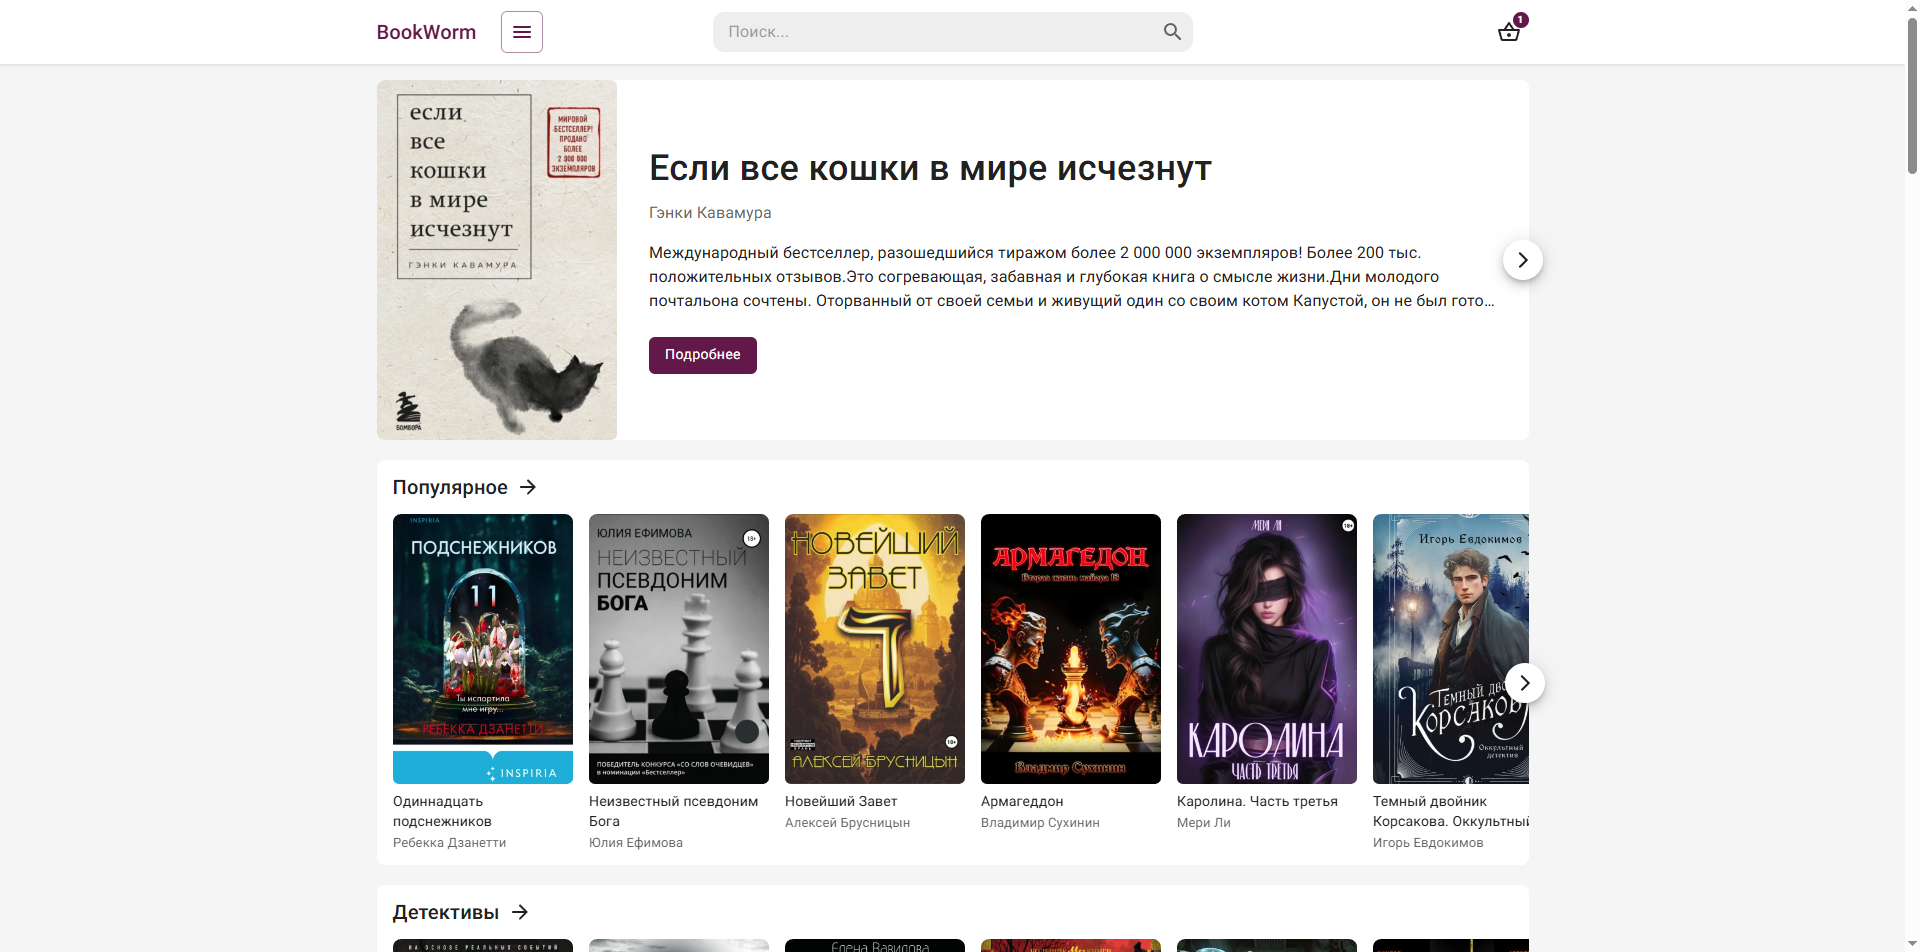 BookWorm
Поиск...
1
если
все
кошки
в мире
исчезнут
ГЭНКИ КАВАМУРА
МИРОВОЙ
БЕСТСЕЛЛЕР!
ПРОДАНО
БОЛЕЕ
2 000 000
ЭКЗЕМПЛЯРОВ
БОМБОРА
Если все кошки в мире исчезнут
Гэнки Кавамура
Международный бестселлер, разошедшийся тиражом более 2 000 000 экземпляров! Более 200 тыс.
положительных отзывов.Это согревающая, забавная и глубокая книга о смысле жизни.Дни молодого
почтальона сочтены. Оторванный от своей семьи и живущий один со своим котом Капустой, он не был гото...
Подробнее
Популярное
INSPIRIA
ПОДСНЕЖНИКОВ
11
Ты испортила
мне игру...
РЕБЕККА ДЗАНЕТТИ
INSPIRIA
Одиннадцать
подснежников
Ребекка Дзанетти
ЮЛИЯ ЕФИМОВА
18+
НЕИЗВЕСТНЫЙ
ПСЕВДОНИМ
БОГА
ПОБЕДИТЕЛЬ КОНКУРСА «СО СЛОВ ОЧЕВИДЦЕВ»
в номинации «Бестселлер»
Неизвестный псевдоним
Бога
Юлия Ефимова
НОВЕЙШИЙ
ЗАВЕТ
18+
АЛЕКСЕЙ БРУСНИЦЫН
Новейший Завет
Алексей Брусницын
АРМАГЕДОН
Вторая жизнь майора 18
Владмир Сухинин
Армагеддон
Владимир Сухинин
МЕРИ ЛИ
18+
КАРОЛИНА
ЧАСТЬ ТРЕТЬЯ
Каролина. Часть третья
Мери Ли
Игорь Евдокимов
Темный дво
Корсаков
Оккультный
детектив
Темный двойник
Корсакова. Оккультный
Игорь Евдокимов
Детективы
НА ОСНОВЕ РЕАЛЬНЫХ СОБЫТИЙ
Елена Вавилова